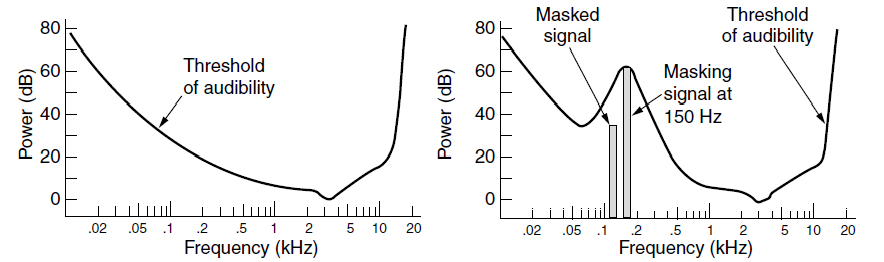 80
60
40
20
0
Power (dB)
Threshold
of audibility
.02 .05 .1 .2 .5 1 2 5 10 20
Frequency (kHz)
Masked
signal
Threshold
of audibility
80
60
40
20
0
Power (dB)
Masking
signal at
150 Hz
.02 .05 .1 .2 .5 1 2 5 10 20
Frequency (kHz)